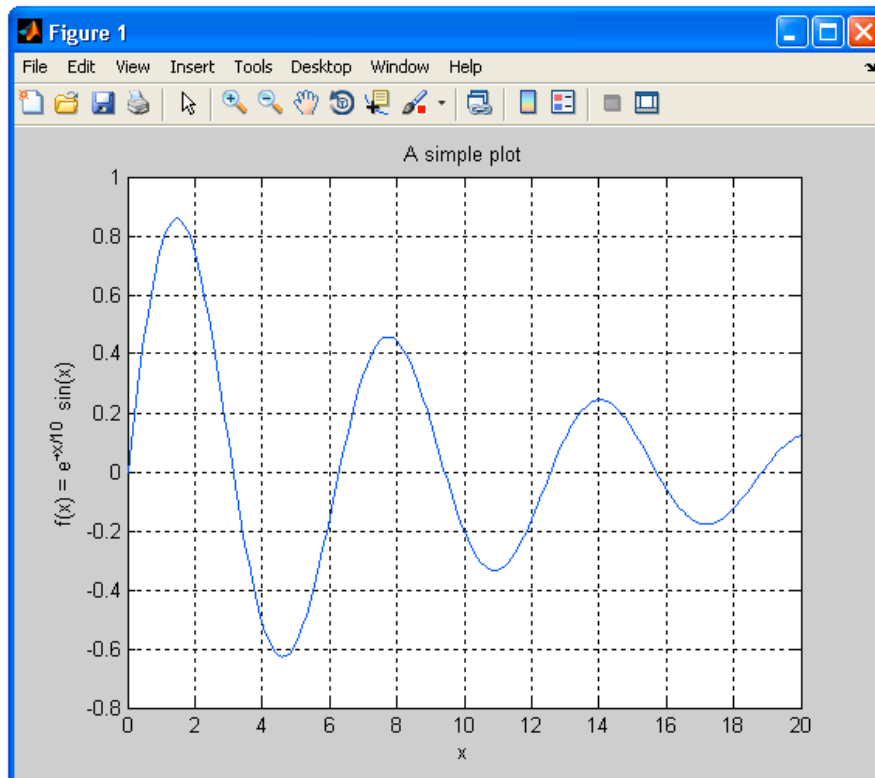 Figure 1
File Edit View Insert Tools Desktop Window Help
A simple plot
1
0.8
0.6
0.4
0.2
0
-0.2
-0.4
-0.6
-0.8
f(x) = e^-x/10 sin(x)
0 2 4 6 8 10 12 14 16 18 20
x